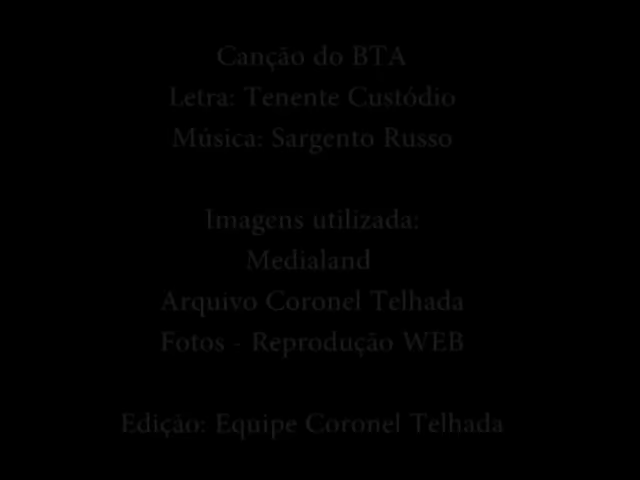 Canção do BTA
Letra: Tenente Custódio
Música: Sargento Russo
Imagens utilizada:
Medialand
Arquivo Coronel Telhada
Fotos - Reprodução WEB
Edição: Equipe Coronel Telhada